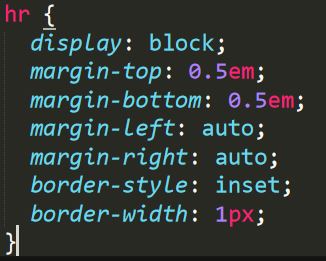 hr {
display: block;
margin-top: 0.5em;
margin-bottom: 0.5em;
margin-left: auto;
margin-right: auto;
border-style: inset;
border-width: 1px;
}